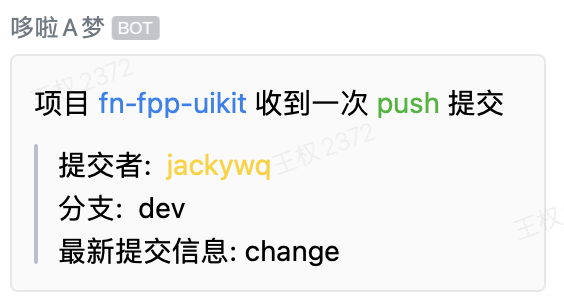 哆啦A梦 BOT
项目 fn-fpp-uikit 收到一次 push 提交
提交者: jackywq
分支: dev
最新提交信息: change
王权 2372
王权 2372
王权